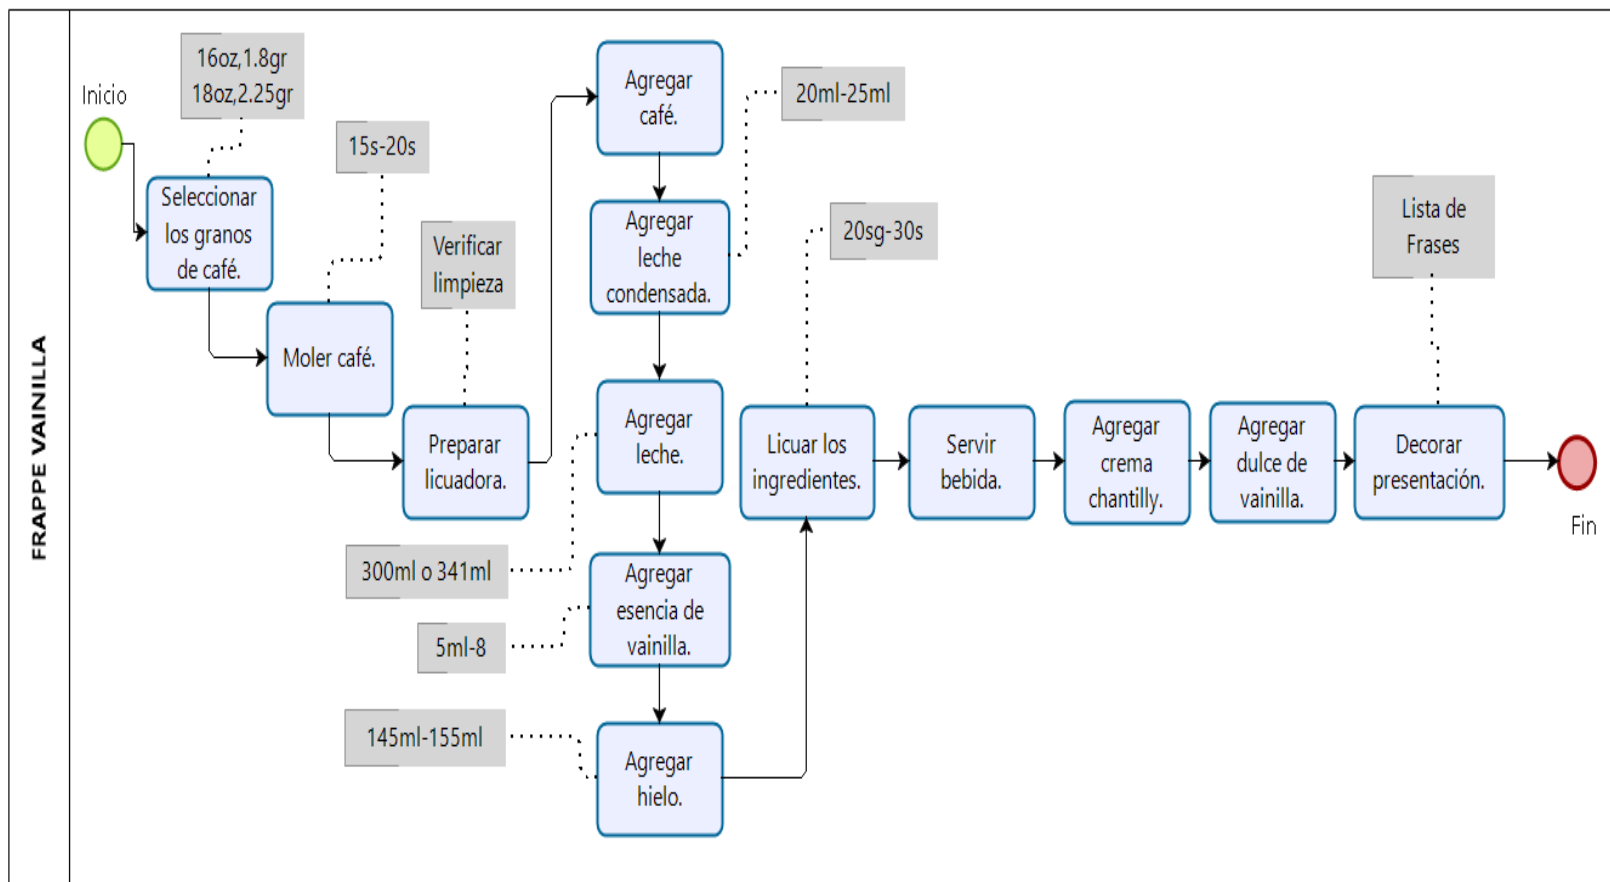 FRAPPE VAINILLA
Inicio
16oz,1.8gr
18oz,2.25gr
Seleccionar
los granos
de café.
15s-20s
Moler café.
Verificar
limpieza
Preparar
licuadora.
Agregar
café.
20ml-25ml
Agregar
leche
condensada.
Agregar
leche.
300ml o 341ml
Agregar
esencia de
vainilla.
5ml-8
Agregar
hielo.
145ml-155ml
20sg-30s
Licuar los
ingredientes.
Servir
bebida.
Agregar
crema
chantilly.
Agregar
dulce de
vainilla.
Lista de
Frases
Decorar
presentación.
Fin